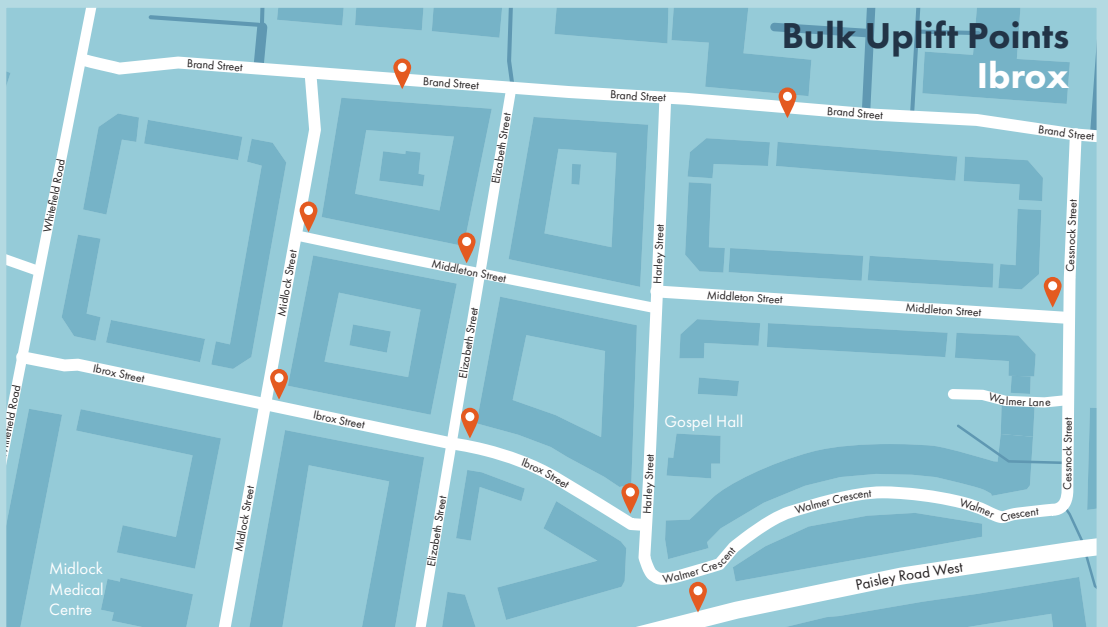 Bulk Uplift Points
Ibrox
Brand Street
Brand Street
Brand Street
Brand Street
Brand Street
Whitefield Road
Elizabeth Street
Harley Street
Cessnock Street
Midlock Street
Middleton Street
Middleton Street
Middleton Street
Elizabeth Street
Ibrox Street
Ibrox Street
Walmer Lane
Whitefield Road
Gospel Hall
Cessnock Street
Ibrox Street
Harley Street
Midlock Street
Elizabeth Street
Walmer Crescent
Walmer Crescent
Walmer Crescent
Paisley Road West
Midlock
Medical
Centre